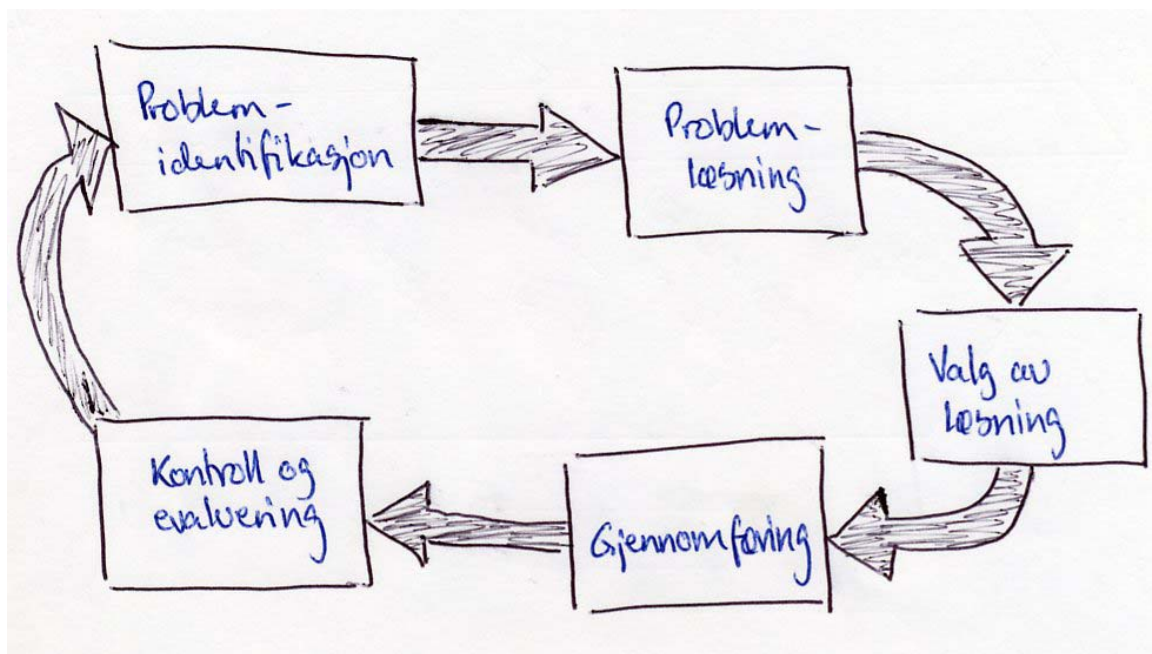 Problem-
identifikasjon
Problem-
løsning
Valg av
løsning
Gjennomføring
Kontroll og
evaluering